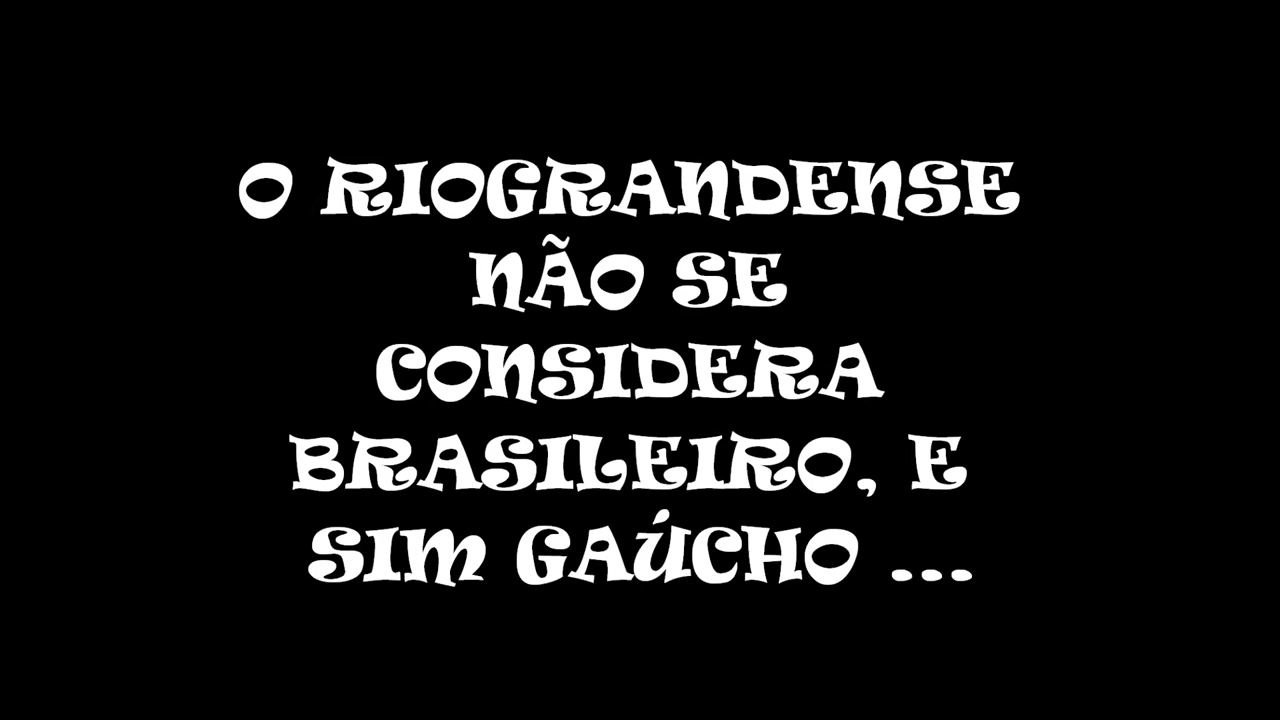 O RIOGRANDENSE
NÃO SE
CONSIDERA
BRASILEIRO, E
SIM GAÚCHO ...